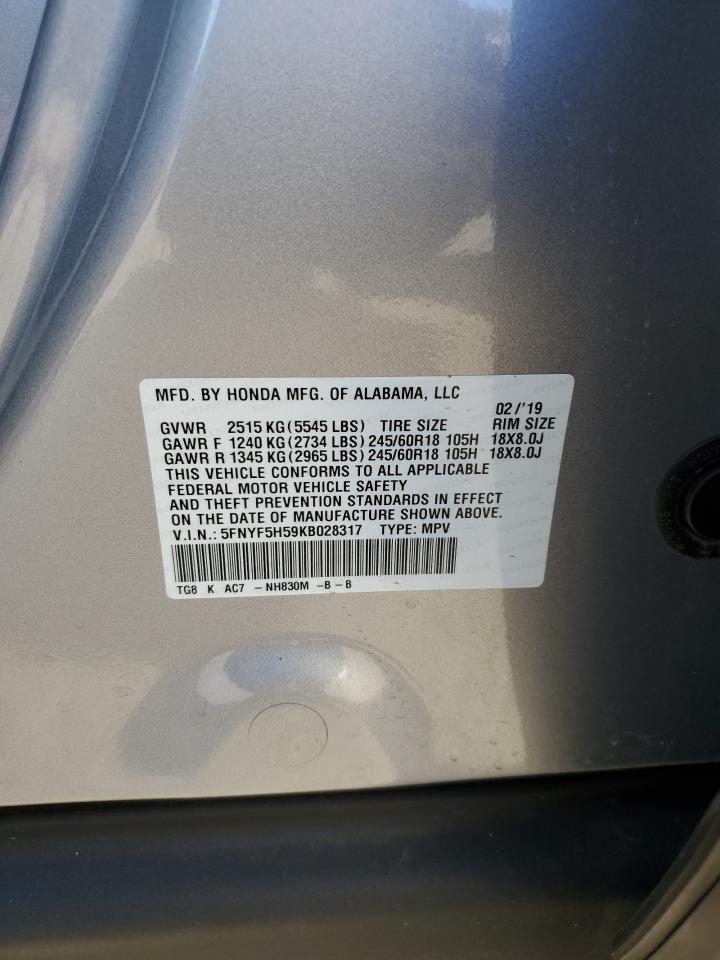 MFD. BY HONDA MFG. OF ALABAMA, LLC
02/'19
GVWR 2515 KG (5545 LBS) TIRE SIZE RIM SIZE
GAWR F 1240 KG (2734 LBS) 245/60R18 105H 18X8.0J
GAWR R 1345 KG (2965 LBS) 245/60R18 105H 18X8.0J
THIS VEHICLE CONFORMS TO ALL APPLICABLE
FEDERAL MOTOR VEHICLE SAFETY
AND THEFT PREVENTION STANDARDS IN EFFECT
ON THE DATE OF MANUFACTURE SHOWN ABOVE.
V.I.N.: 5FNYF5H59KB028317 TYPE: MPV
TG8 K AC7 -NH830M -B-B